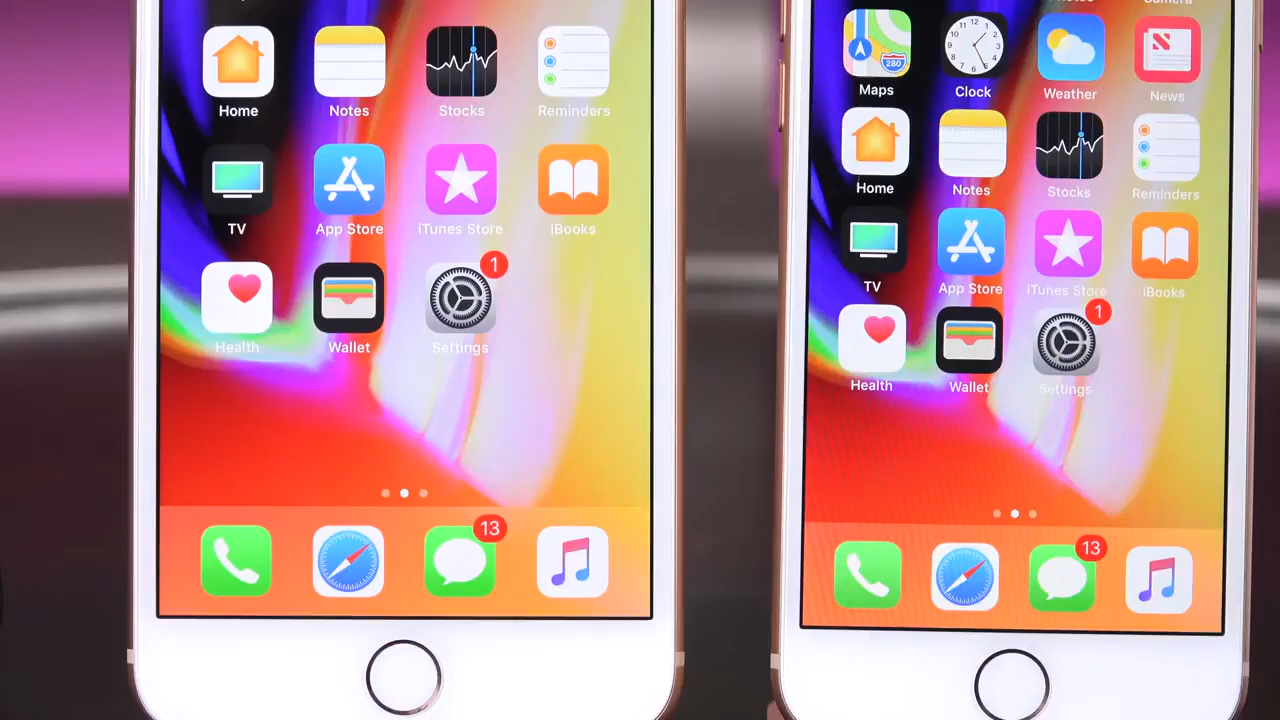 Home Notes Stocks Reminders
TV App Store iTunes Store iBooks
1
Health Wallet Settings
13
280
Maps Clock Weather News
Home Notes Stocks Reminders
TV App Store iTunes Store iBooks
1
Health Wallet Settings
13